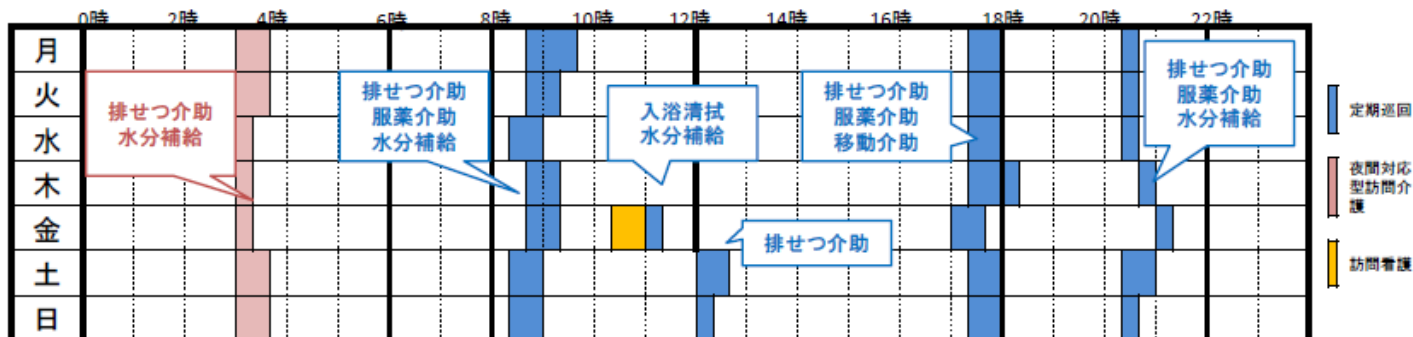 0時 2時 4時 6時 8時 10時 12時 14時 16時 18時 20時 22時
月
火
水
木
金
土
日
排せつ介助
水分補給
排せつ介助
服薬介助
水分補給
入浴清拭
水分補給
排せつ介助
排せつ介助
服薬介助
移動介助
排せつ介助
服薬介助
水分補給
定期巡回
夜間対応
型訪問介
護
訪問看護